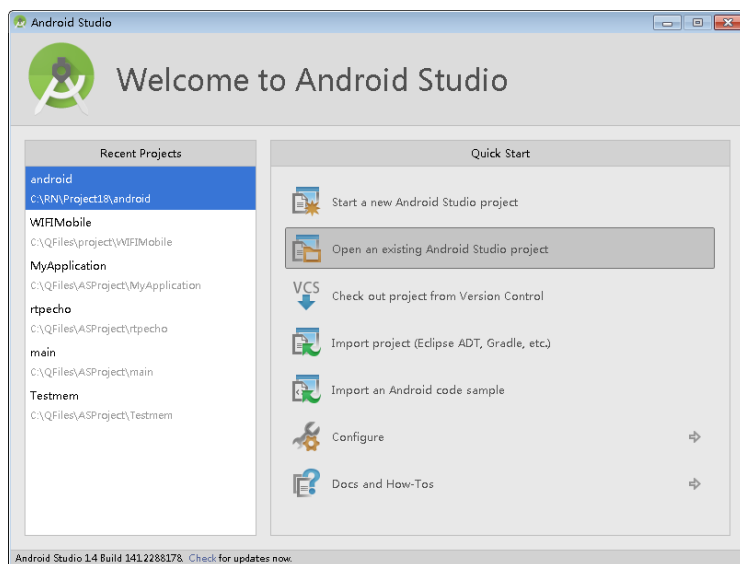 Android Studio
Welcome to Android Studio
Recent Projects
android
C:\RN\Project18\android
WIFIMobile
C:\QFiles\project\WIFIMobile
MyApplication
C:\QFiles\ASProject\MyApplication
rtpecho
C:\QFiles\ASProject\rtpecho
main
C:\QFiles\ASProject\main
Testmem
C:\QFiles\ASProject\Testmem
Quick Start
Start a new Android Studio project
Open an existing Android Studio project
VCS
Check out project from Version Control
Import project (Eclipse ADT, Gradle, etc.)
Import an Android code sample
Configure
Docs and How-Tos
Android Studio 1.4 Build 141.2288178. Check for updates now.